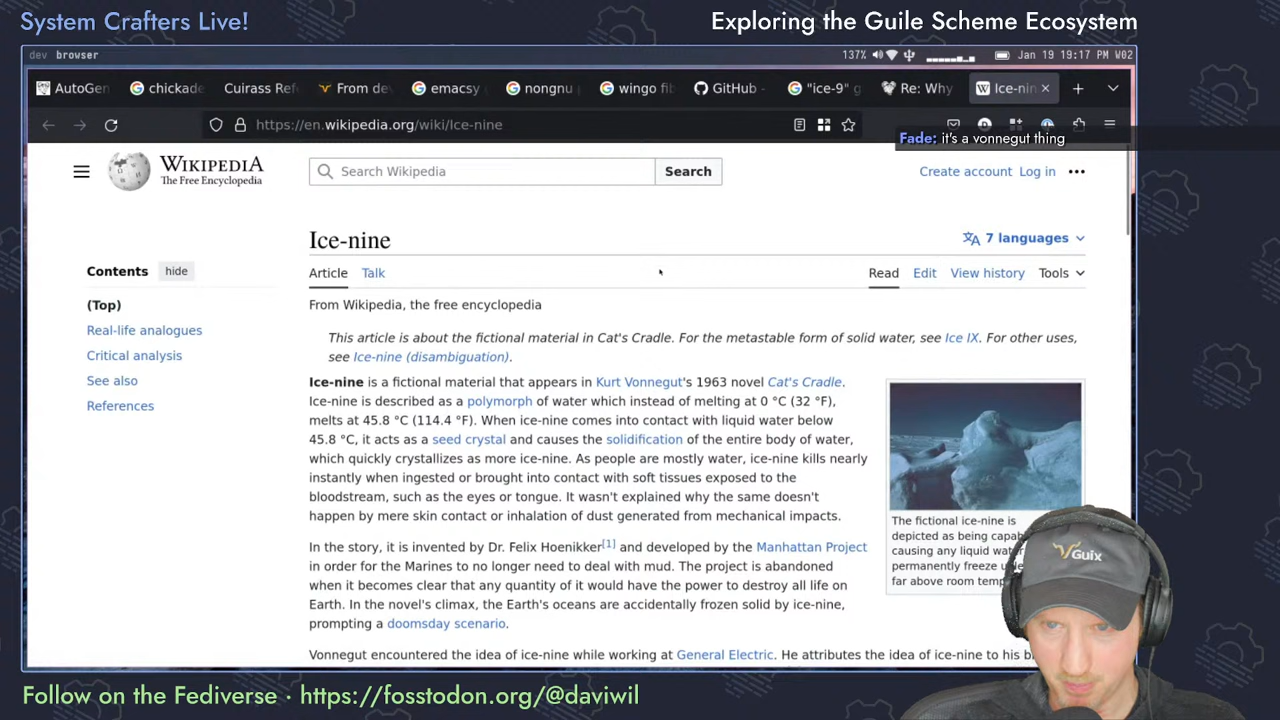 System Crafters Live!
Exploring the Guile Scheme Ecosystem
dev browser
137%
Jan 19 19:17 PM W02
AutoGen
chickade
Cuirass Ref
From de
emacsy
nongnu
wingo fib
GitHub -
"ice-9" g
Re: Why
Ice-nin
https://en.wikipedia.org/wiki/Ice-nine
Fade: it's a vonnegut thing
WIKIPEDIA
The Free Encyclopedia
Search Wikipedia
Search
Create account
Log in
Ice-nine
7 languages
Contents
hide
Article
Talk
Read
Edit
View history
Tools
(Top)
Real-life analogues
Critical analysis
See also
References
From Wikipedia, the free encyclopedia
This article is about the fictional material in Cat's Cradle. For the metastable form of solid water, see Ice IX. For other uses,
see Ice-nine (disambiguation).
Ice-nine is a fictional material that appears in Kurt Vonnegut's 1963 novel Cat's Cradle.
Ice-nine is described as a polymorph of water which instead of melting at 0 °C (32 °F),
melts at 45.8 °C (114.4 °F). When ice-nine comes into contact with liquid water below
45.8 °C, it acts as a seed crystal and causes the solidification of the entire body of water,
which quickly crystallizes as more ice-nine. As people are mostly water, ice-nine kills nearly
instantly when ingested or brought into contact with soft tissues exposed to the
bloodstream, such as the eyes or tongue. It wasn't explained why the same doesn't
happen by mere skin contact or inhalation of dust generated from mechanical impacts.
The fictional ice-nine is
depicted as being capab
causing any liquid wate
permanently freeze
far above room temp
In the story, it is invented by Dr. Felix Hoenikker[1] and developed by the Manhattan Project
in order for the Marines to no longer need to deal with mud. The project is abandoned
when it becomes clear that any quantity of it would have the power to destroy all life on
Earth. In the novel's climax, the Earth's oceans are accidentally frozen solid by ice-nine,
prompting a doomsday scenario.
Vonnegut encountered the idea of ice-nine while working at General Electric. He attributes the idea of ice-nine to his
Guix
Follow on the Fediverse · https://fosstodon.org/@daviwil